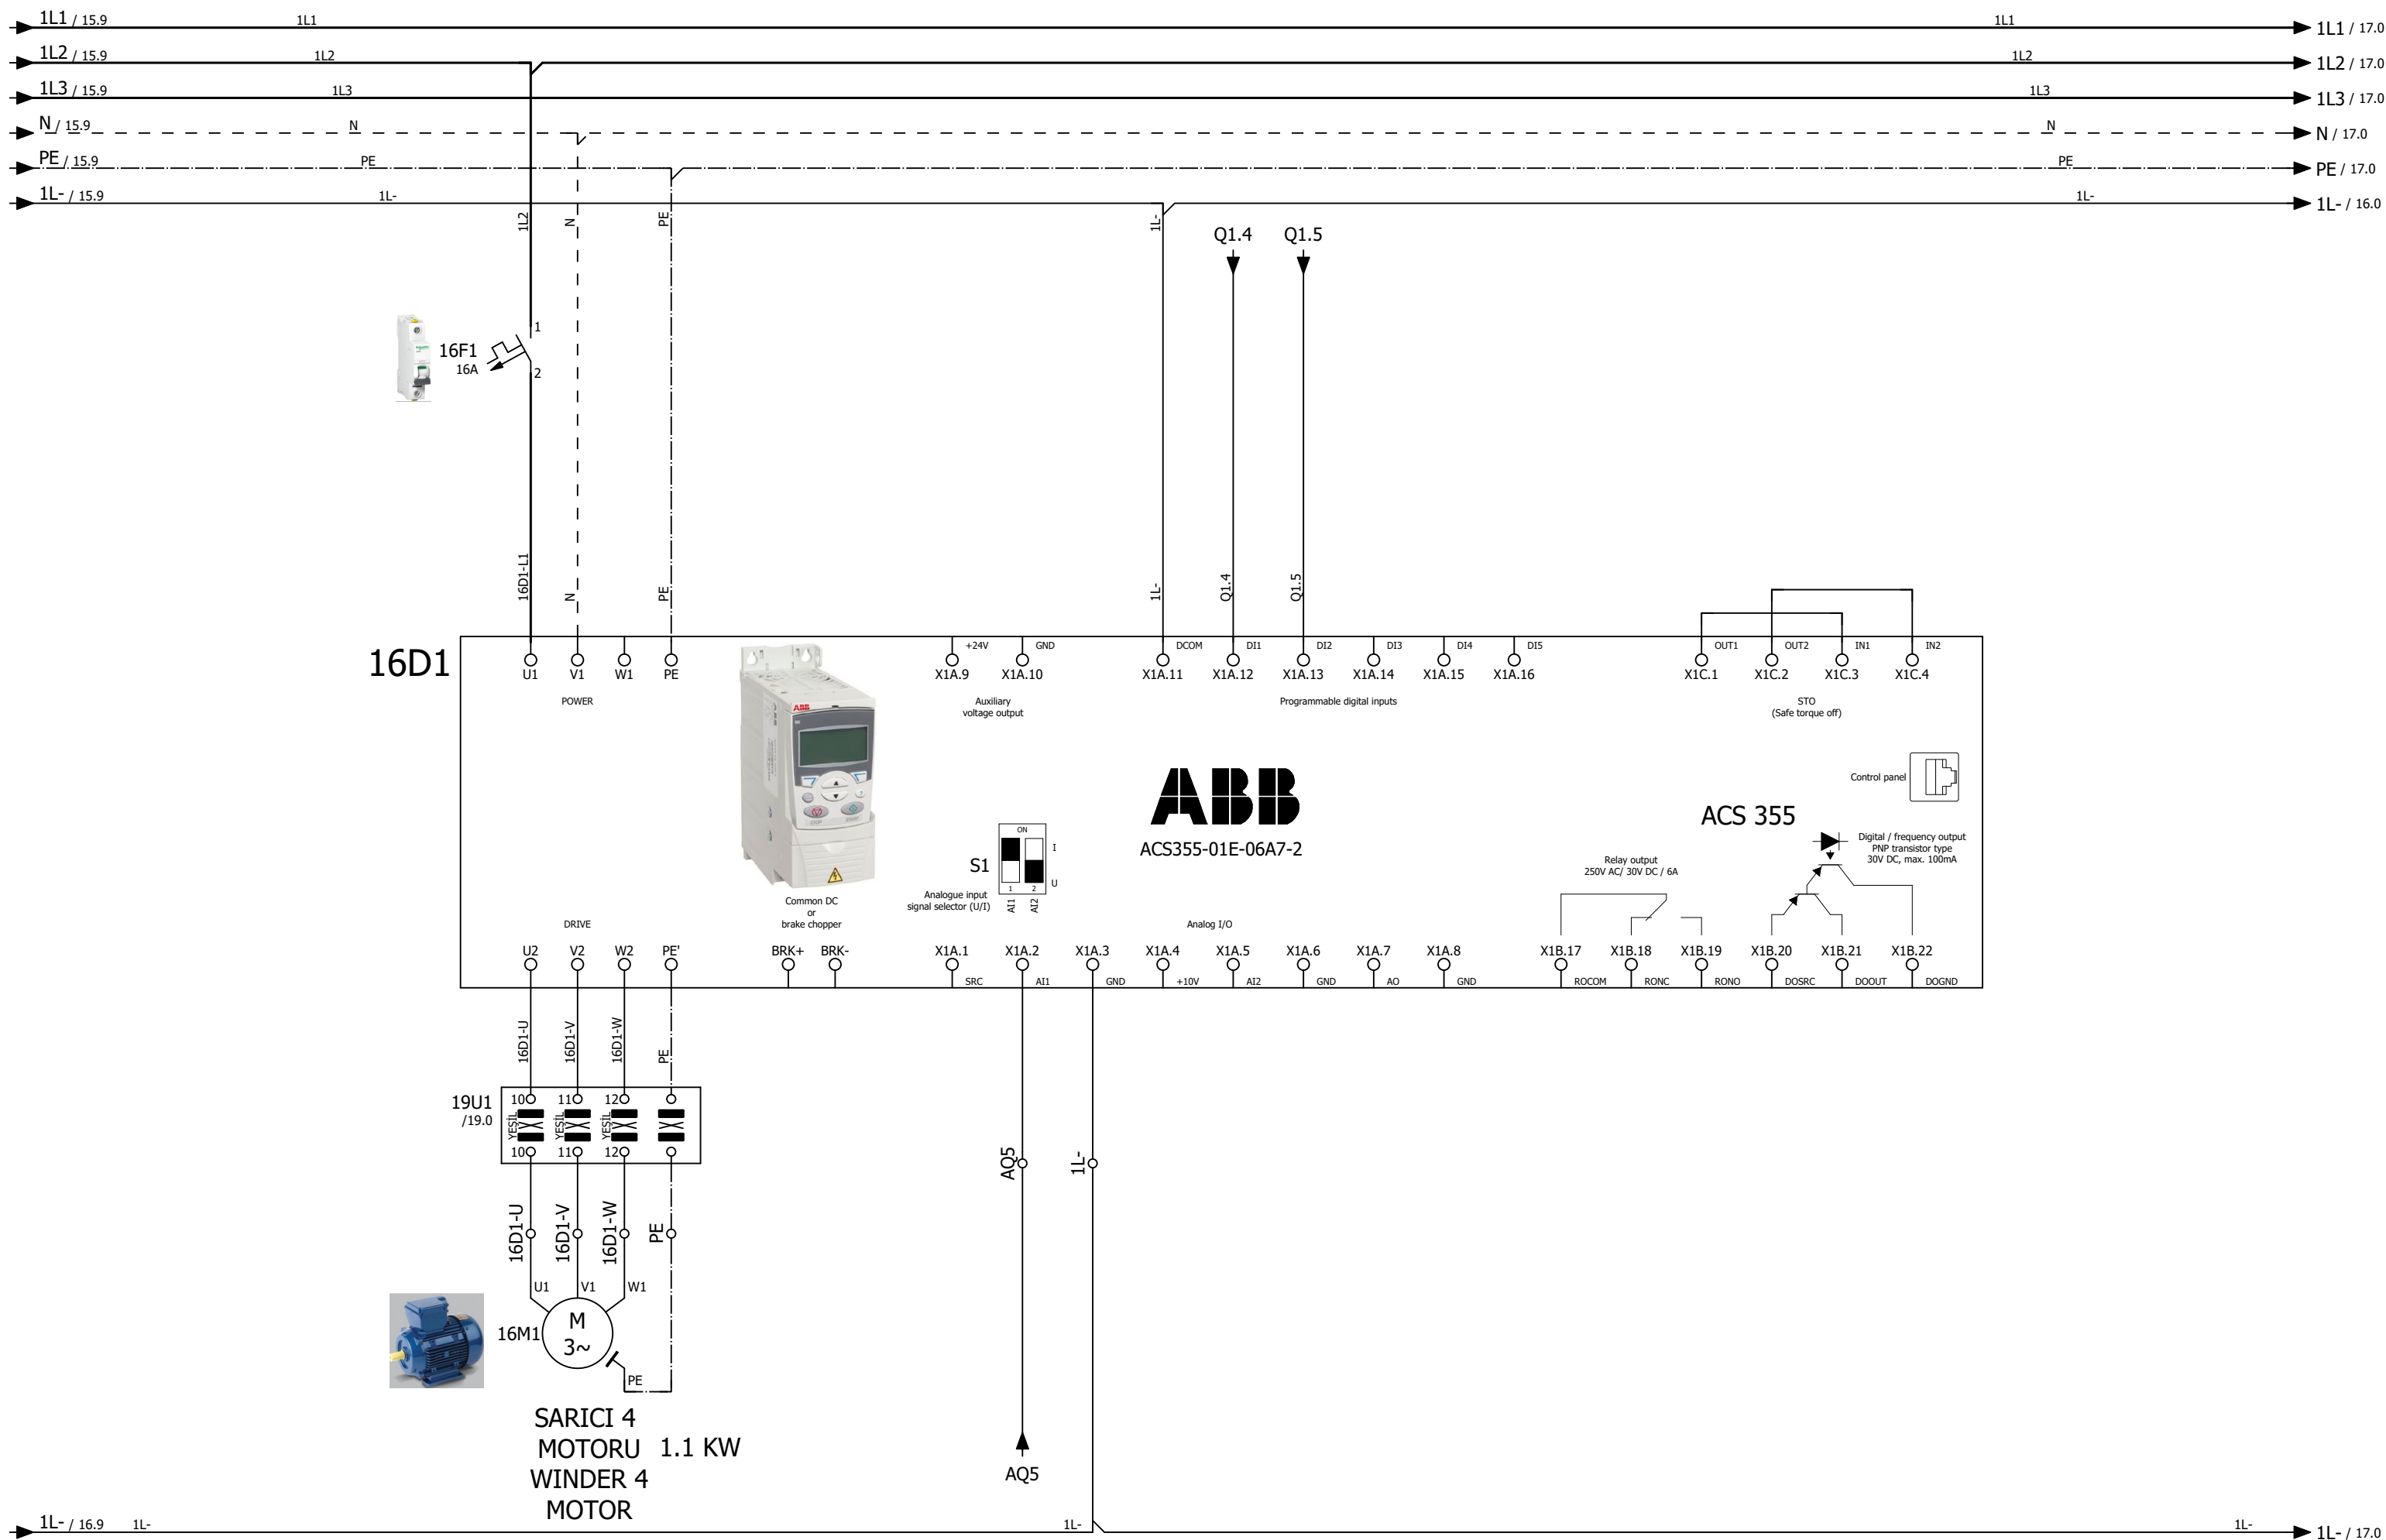 1L1 / 15.9 1L1 1L1 1L1 / 17.0
1L2 / 15.9 1L2 1L2 1L2 / 17.0
1L3 / 15.9 1L3 1L3 1L3 / 17.0
N / 15.9 N N N / 17.0
PE / 15.9 PE PE PE / 17.0
1L- / 15.9 1L- 1L- 1L- / 16.0
1L2 N PE 1L-
Q1.4 Q1.5
1
16F1
16A
2
16D1-L1 N PE 1L- Q1.4 Q1.5
16D1
+24V GND DCOM DI1 DI2 DI3 DI4 DI5 OUT1 OUT2 IN1 IN2
U1 V1 W1 PE X1A.9 X1A.10 X1A.11 X1A.12 X1A.13 X1A.14 X1A.15 X1A.16 X1C.1 X1C.2 X1C.3 X1C.4
POWER
Auxiliary
voltage output
Programmable digital inputs
STO
(Safe torque off)
ABB
ABB
ACS355-01E-06A7-2
Control panel
ACS 355
ON
I
S1
U
1 2
AI1 AI2
Analogue input
signal selector (U/I)
Digital / frequency output
PNP transistor type
30V DC, max. 100mA
Relay output
250V AC/ 30V DC / 6A
Common DC
or
brake chopper
DRIVE
Analog I/O
U2 V2 W2 PE' BRK+ BRK- X1A.1 X1A.2 X1A.3 X1A.4 X1A.5 X1A.6 X1A.7 X1A.8 X1B.17 X1B.18 X1B.19 X1B.20 X1B.21 X1B.22
SRC AI1 GND +10V AI2 GND AO GND ROCOM RONC RONO DOSRC DOOUT DOGND
16D1-U 16D1-V 16D1-W PE
19U1
/19.0
10 11 12
YEŞİL YEŞİL YEŞİL
10 11 12
AQ5 1L-
16D1-U 16D1-V 16D1-W PE
U1 V1 W1
16M1
M
3~
PE
SARICI 4
MOTORU 1.1 KW
WINDER 4
MOTOR
AQ5
1L- / 16.9 1L- 1L- 1L- 1L- / 17.0